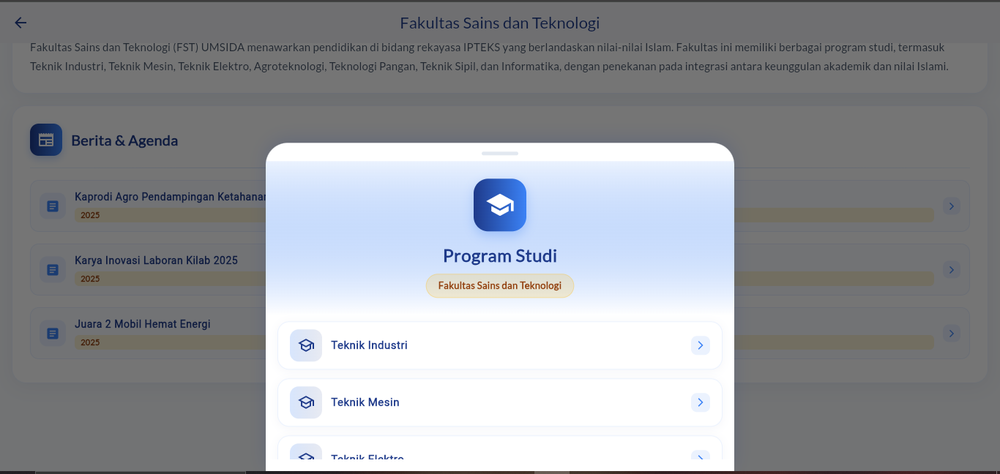 Fakultas Sains dan Teknologi
Fakultas Sains dan Teknologi (FST) UMSIDA menawarkan pendidikan di bidang rekayasa IPTEKS yang berlandaskan nilai-nilai Islam. Fakultas ini memiliki berbagai program studi, termasuk
Teknik Industri, Teknik Mesin, Teknik Elektro, Agroteknologi, Teknologi Pangan, Teknik Sipil, dan Informatika, dengan penekanan pada integrasi antara keunggulan akademik dan nilai Islami.
Berita & Agenda
Kaprodi Agro Pendampingan Ketahanan
2025
Karya Inovasi Laboran Kilab 2025
2025
Juara 2 Mobil Hemat Energi
2025
Program Studi
Fakultas Sains dan Teknologi
Teknik Industri
Teknik Mesin
Teknik Elektro